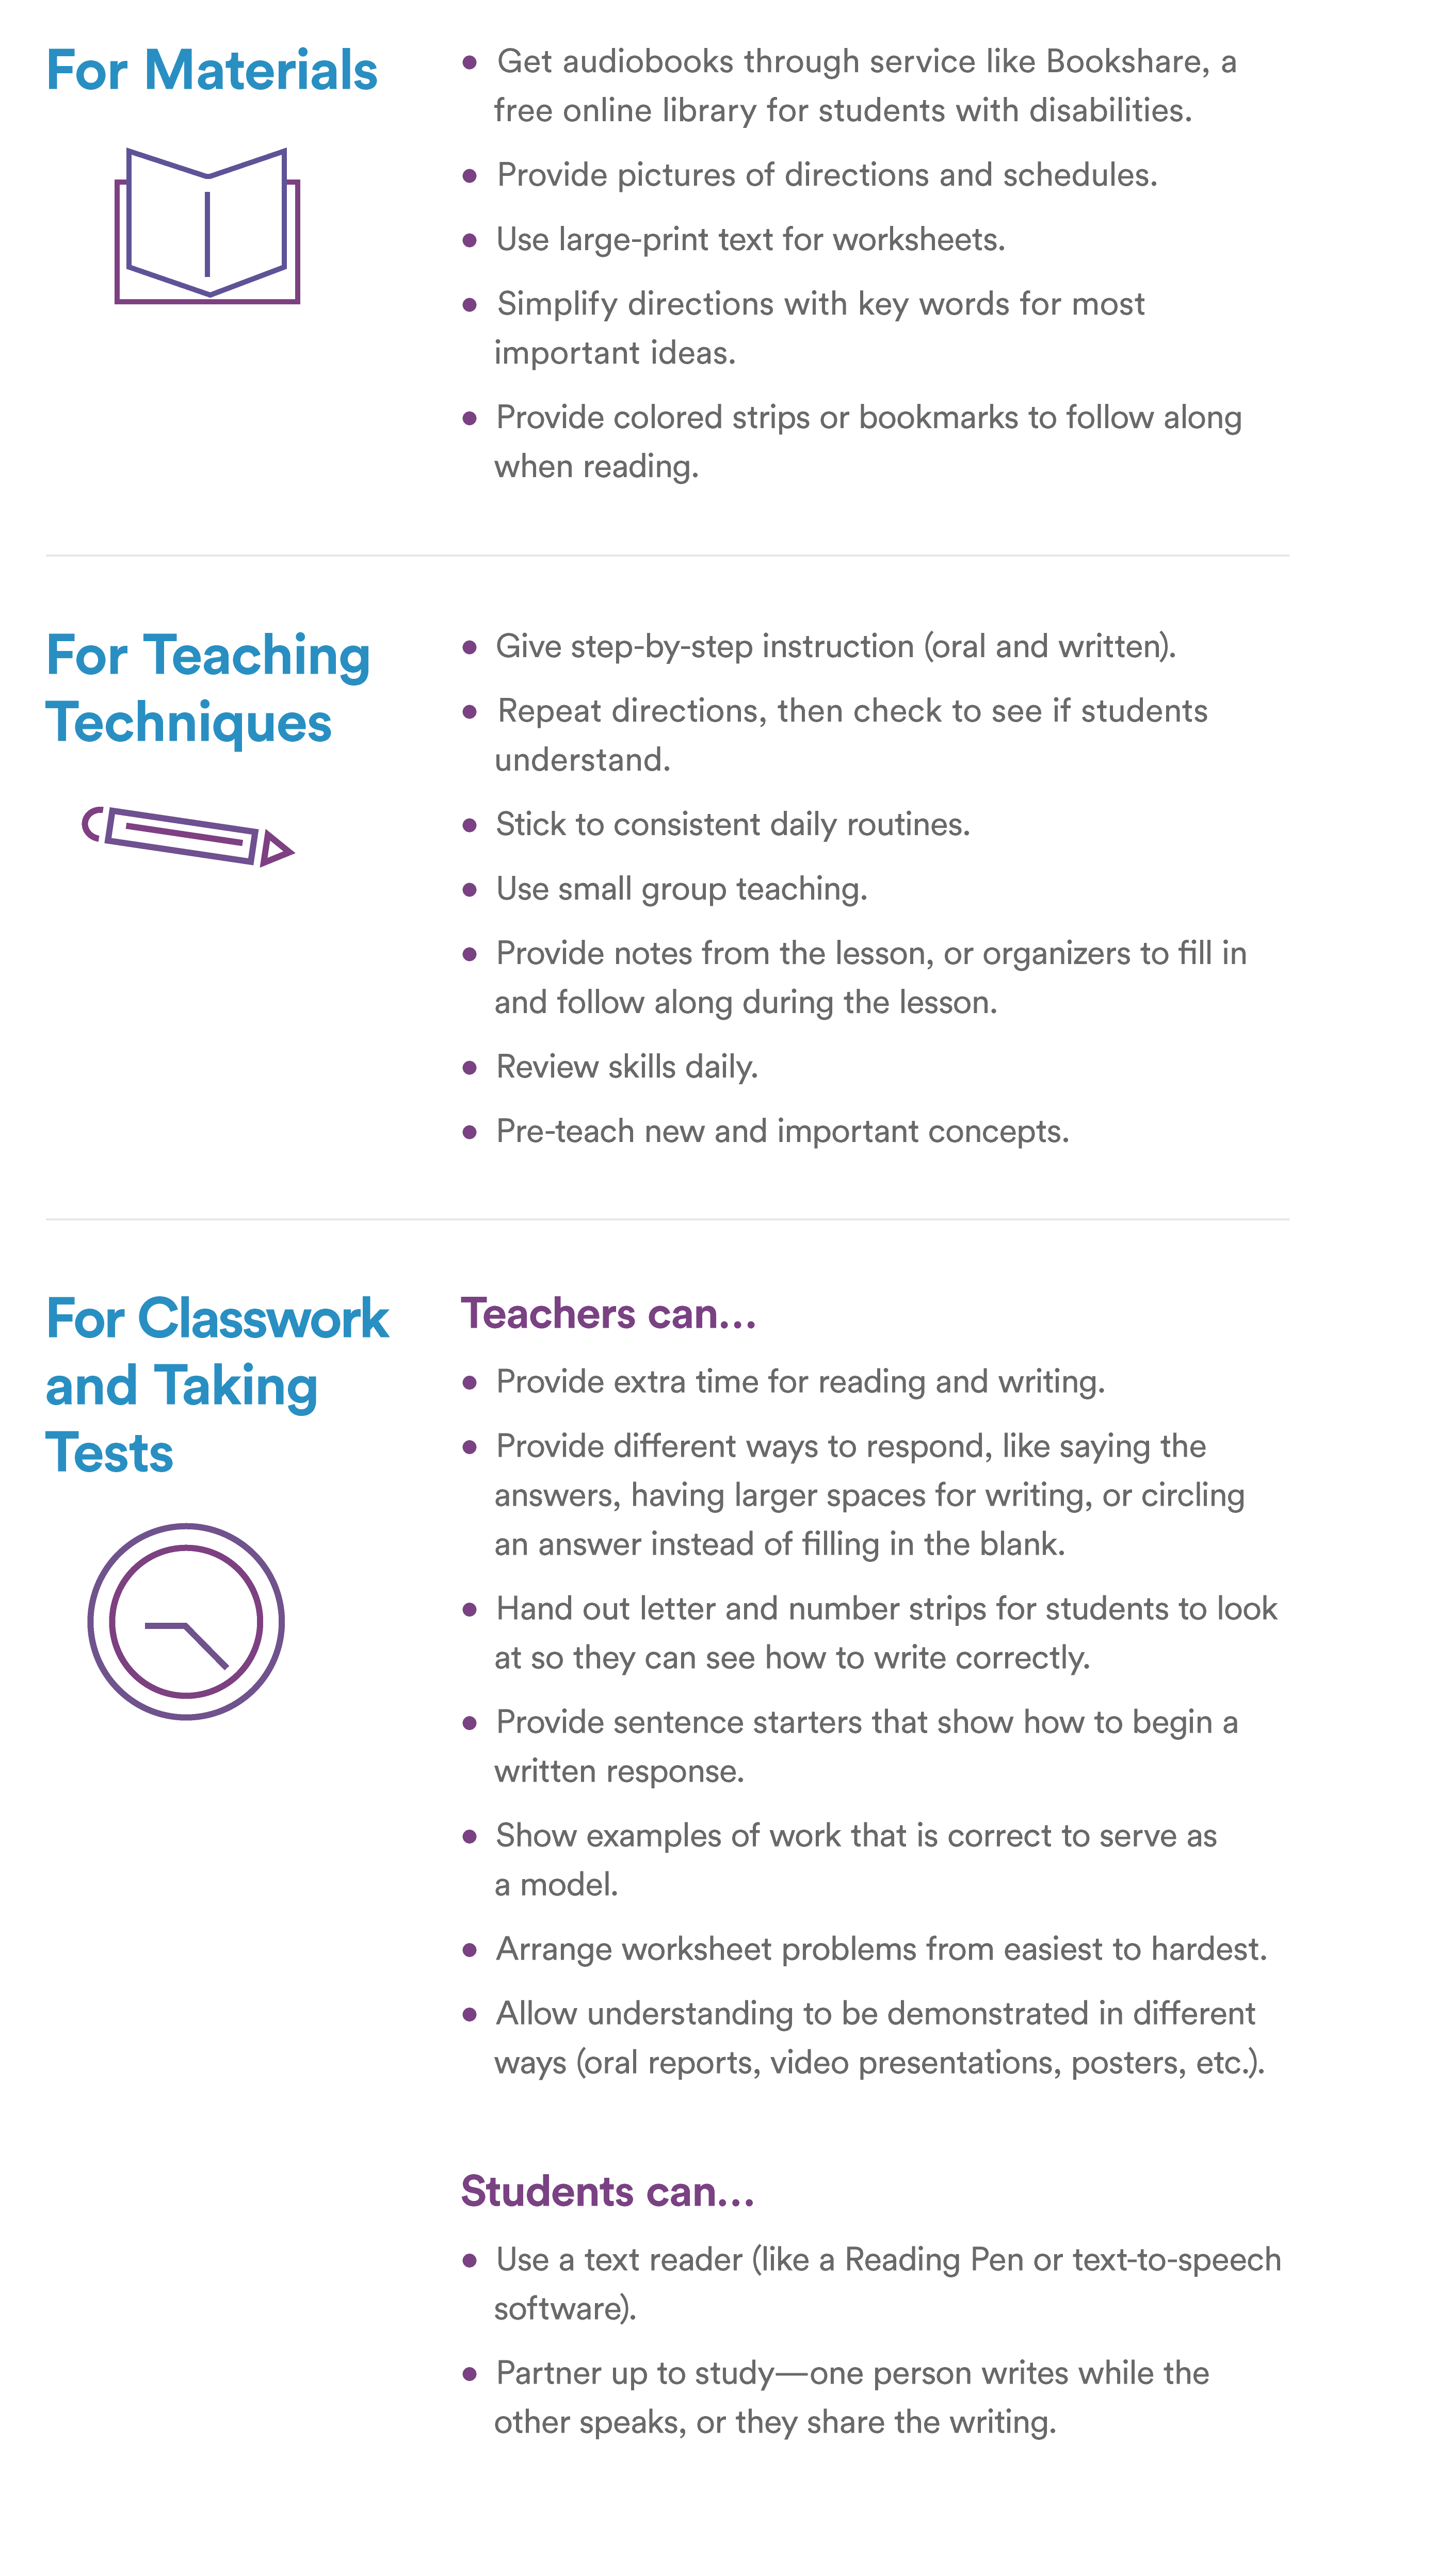 For Materials
• Get audiobooks through service like Bookshare, a
free online library for students with disabilities.
• Provide pictures of directions and schedules.
• Use large-print text for worksheets.
• Simplify directions with key words for most
important ideas.
• Provide colored strips or bookmarks to follow along
when reading.
For Teaching
Techniques
• Give step-by-step instruction (oral and written).
• Repeat directions, then check to see if students
understand.
• Stick to consistent daily routines.
• Use small group teaching.
• Provide notes from the lesson, or organizers to fill in
and follow along during the lesson.
• Review skills daily.
• Pre-teach new and important concepts.
For Classwork
and Taking
Tests
Teachers can...
• Provide extra time for reading and writing.
• Provide different ways to respond, like saying the
answers, having larger spaces for writing, or circling
an answer instead of filling in the blank.
• Hand out letter and number strips for students to look
at so they can see how to write correctly.
• Provide sentence starters that show how to begin a
written response.
• Show examples of work that is correct to serve as
a model.
• Arrange worksheet problems from easiest to hardest.
• Allow understanding to be demonstrated in different
ways (oral reports, video presentations, posters, etc.).
Students can...
• Use a text reader (like a Reading Pen or text-to-speech
software).
• Partner up to study—one person writes while the
other speaks, or they share the writing.